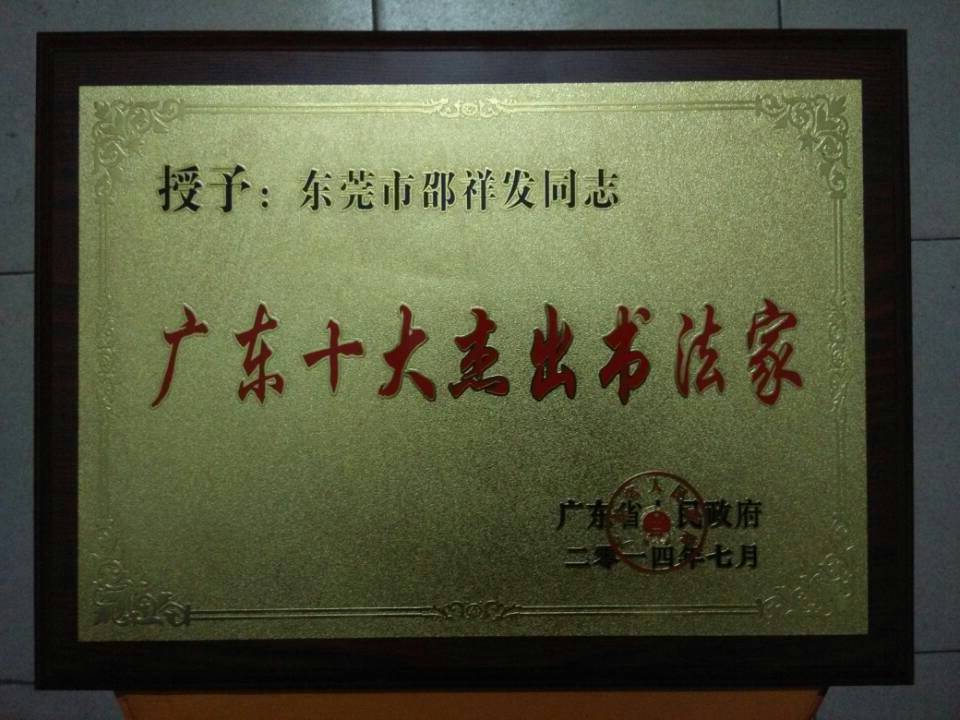 授予：东莞市邵祥发同志
广东十大杰出书法家
广东省人民政府
二零一四年七月